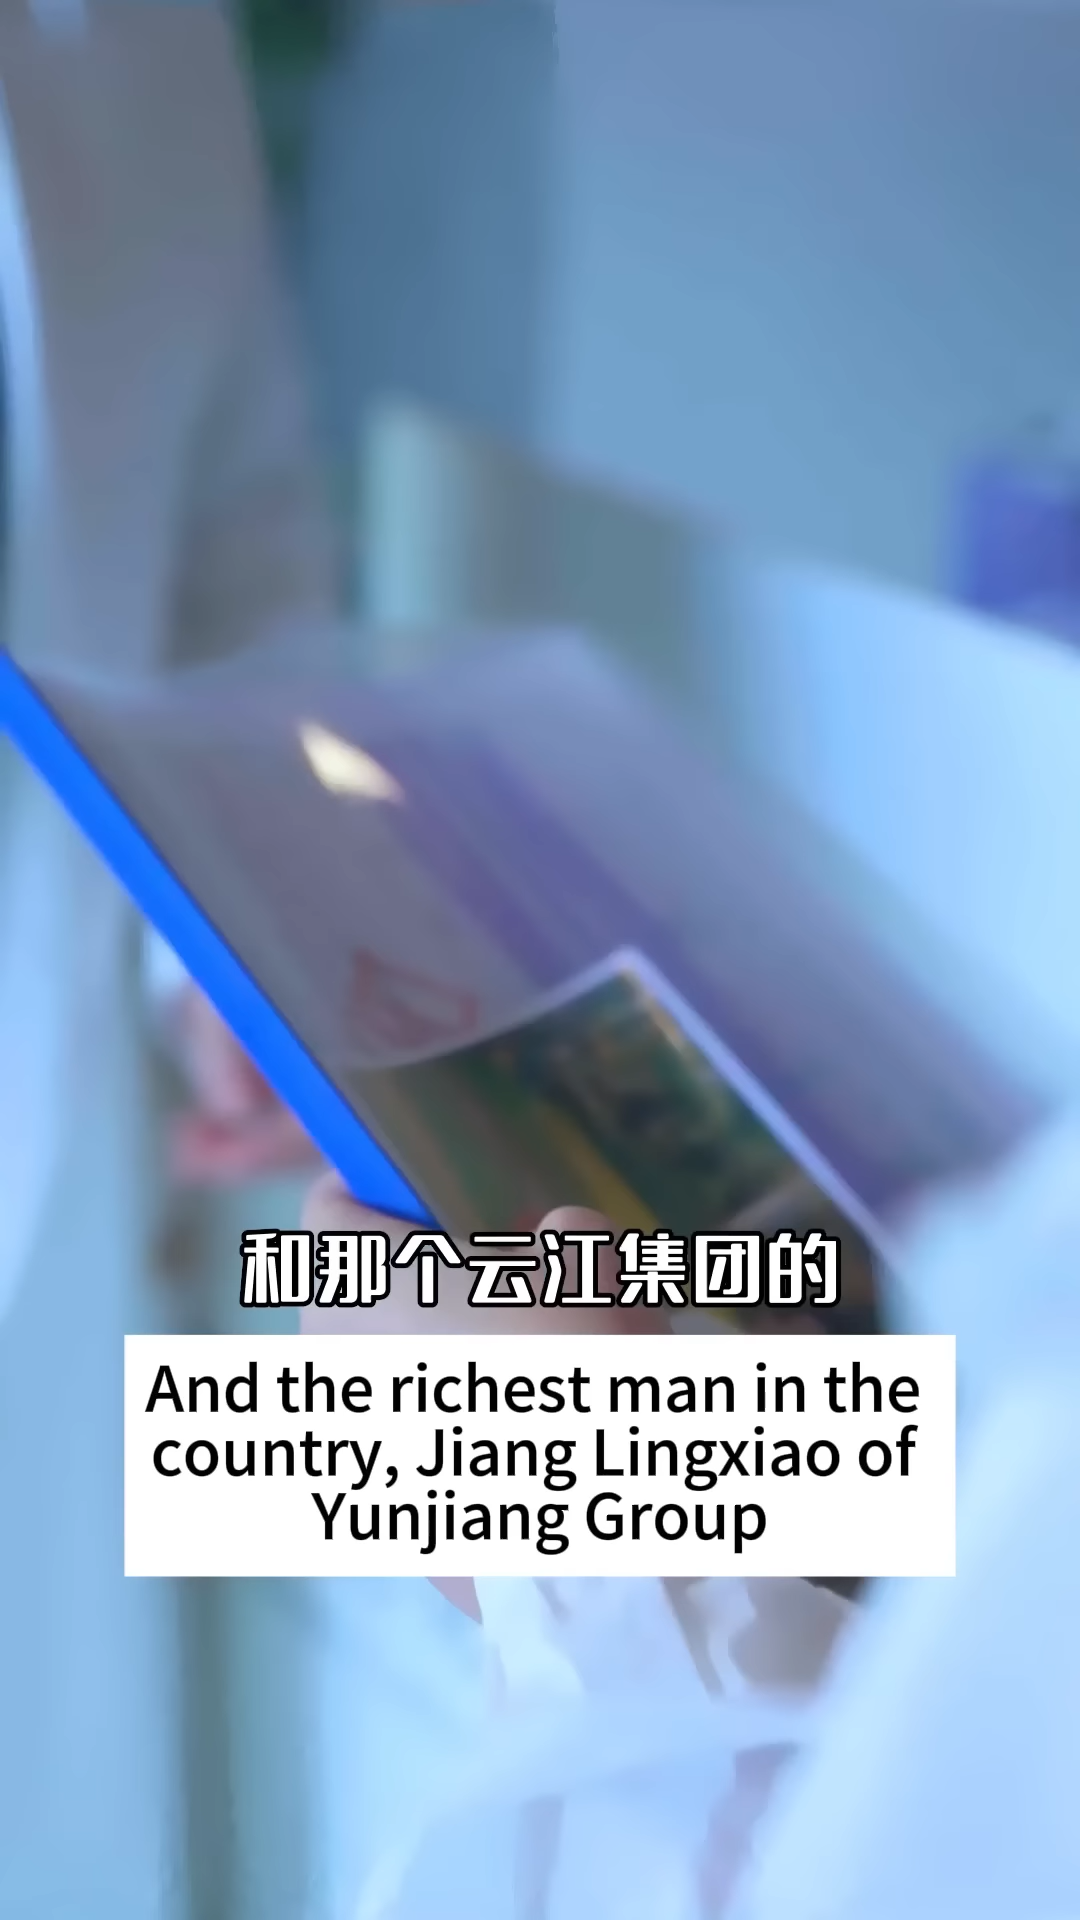 和那个云江集团的
And the richest man in the
country, Jiang Lingxiao of
Yunjiang Group